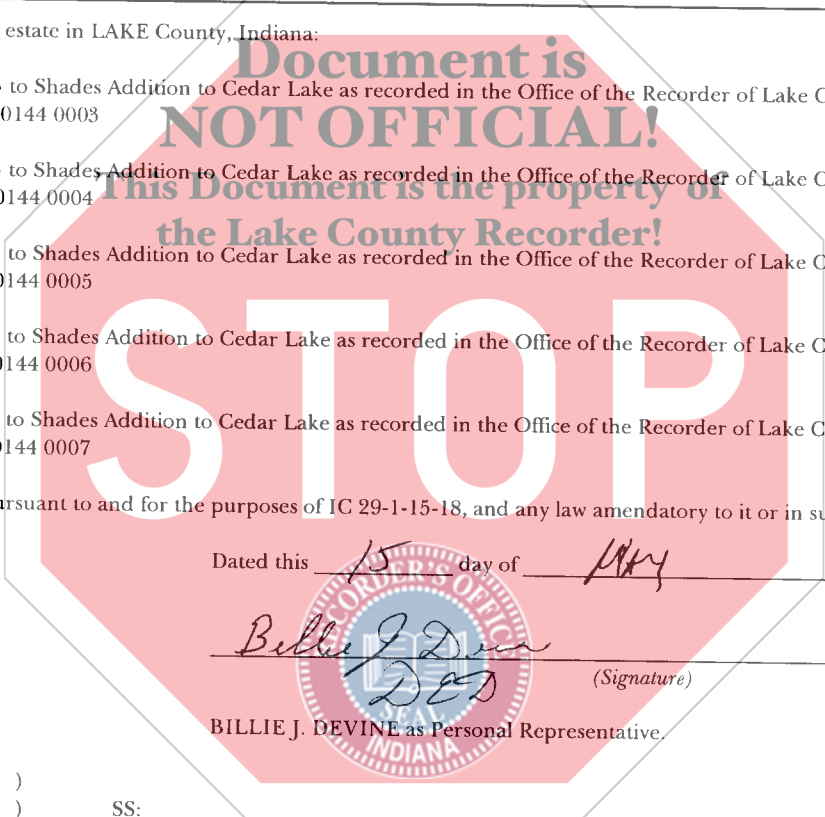 estate in LAKE County, Indiana:
Document is
to Shades Addition to Cedar Lake as recorded in the Office of the Recorder of Lake C
0144 0003
NOT OFFICIAL!
to Shades Addition to Cedar Lake as recorded in the Office of the Recorder of Lake C
0144 0004
This Document is the property of
the Lake County Recorder!
to Shades Addition to Cedar Lake as recorded in the Office of the Recorder of Lake C
0144 0005
STOP
to Shades Addition to Cedar Lake as recorded in the Office of the Recorder of Lake C
0144 0006
to Shades Addition to Cedar Lake as recorded in the Office of the Recorder of Lake C
0144 0007
ursuant to and for the purposes of IC 29-1-15-18, and any law amendatory to it or in su
Dated this 15 day of MAY
RECORDER'S OFFICE
Billie J Devine
DED
(Signature)
SEAL
BILLIE J. DEVINE as Personal Representative.
INDIANA
)
) SS: